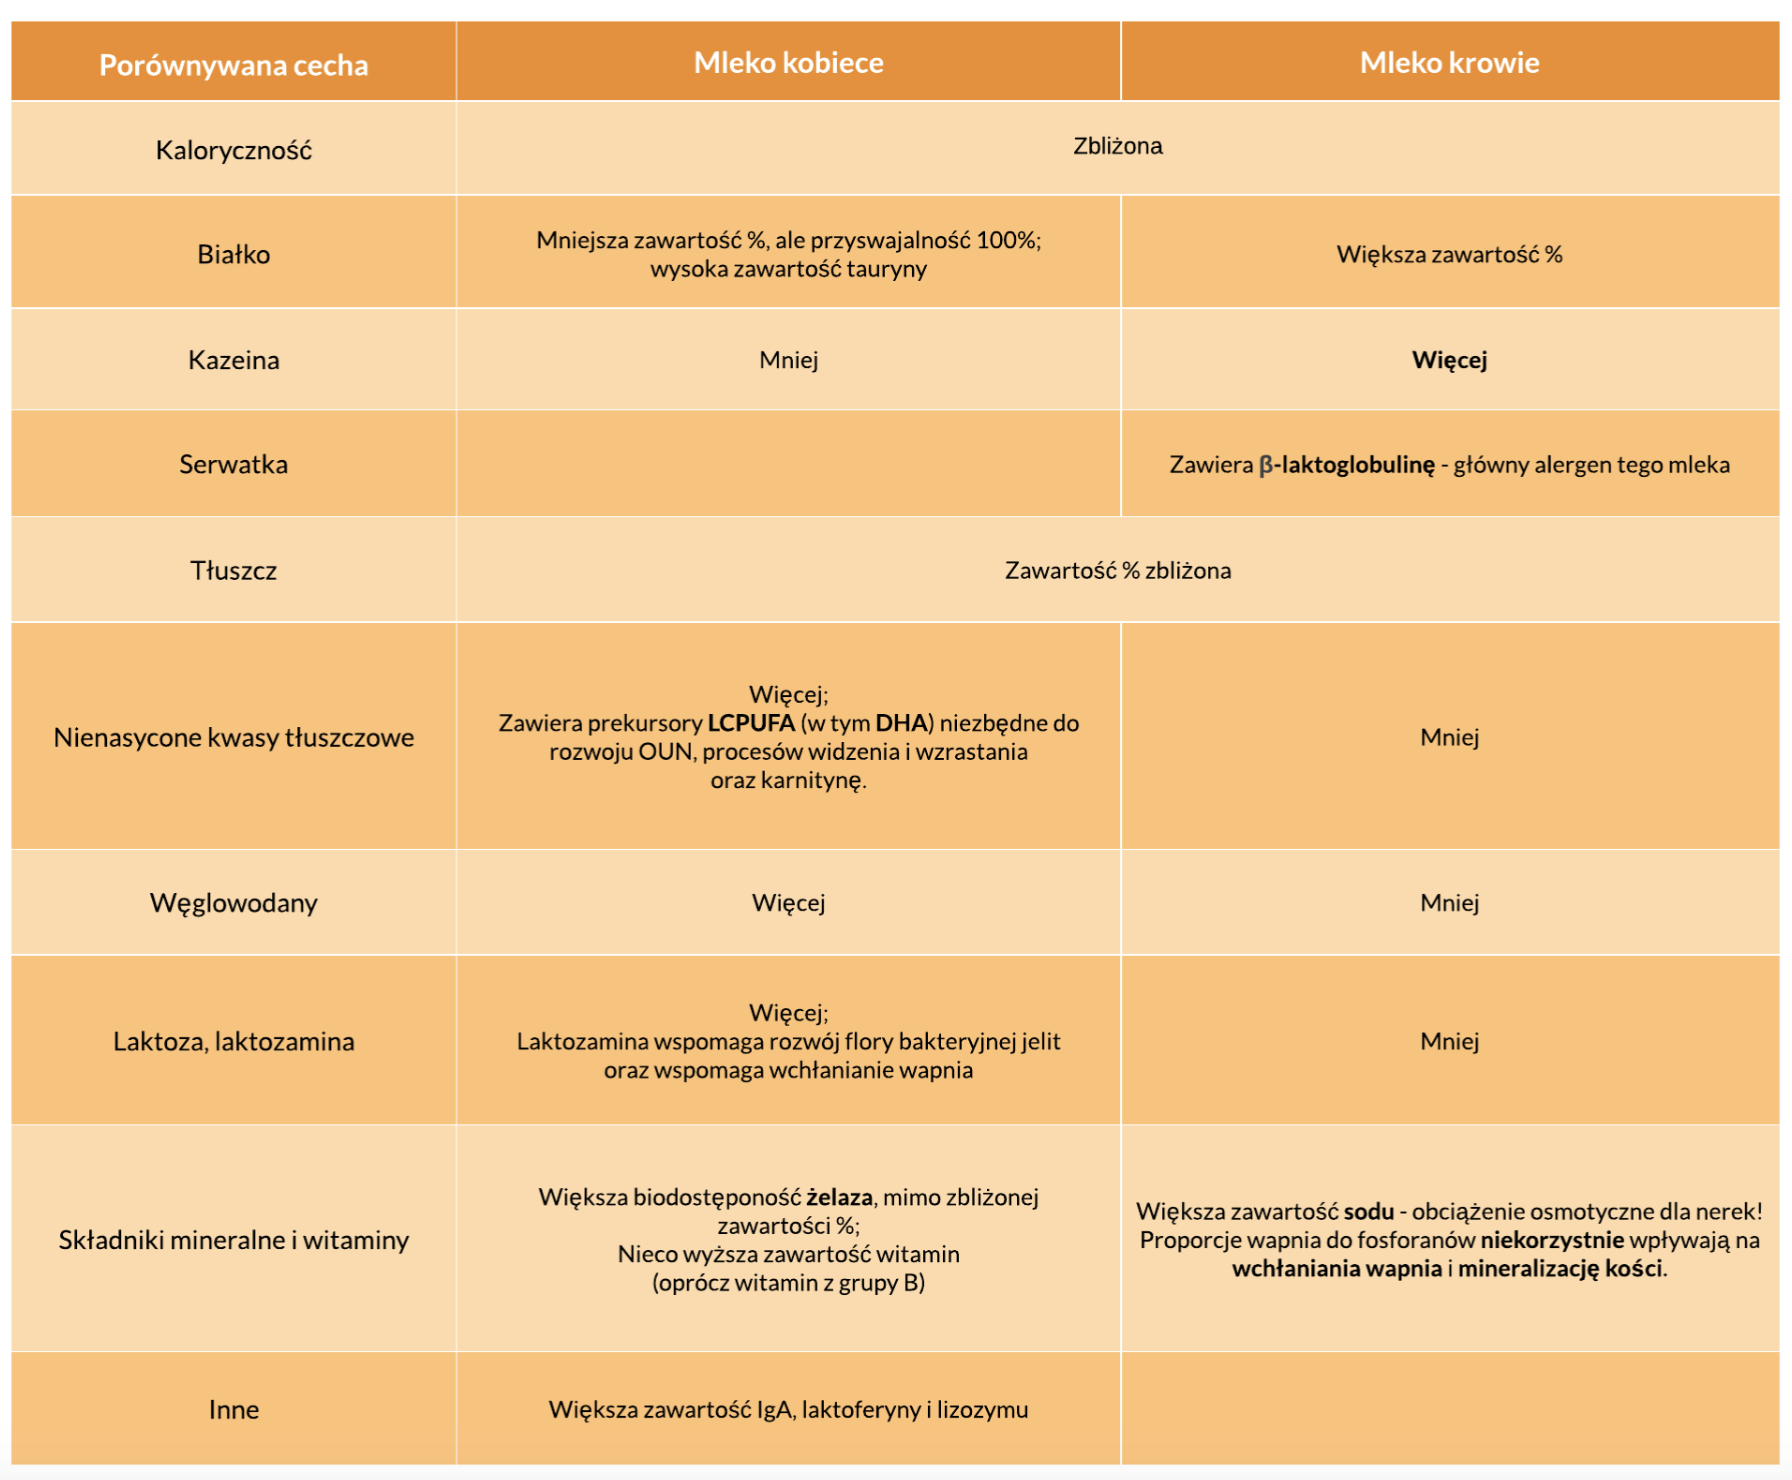 Porównywana cecha
Mleko kobiece
Mleko krowie
Kaloryczność
Zbliżona
Białko
Mniejsza zawartość %, ale przyswajalność 100%;
wysoka zawartość tauryny
Większa zawartość %
Kazeina
Mniej
Więcej
Serwatka
Zawiera β-laktoglobulinę - główny alergen tego mleka
Tłuszcz
Zawartość % zbliżona
Nienasycone kwasy tłuszczowe
Więcej;
Zawiera prekursory LCPUFA (w tym DHA) niezbędne do
rozwoju OUN, procesów widzenia i wzrastania
oraz karnitynę.
Mniej
Węglowodany
Więcej
Mniej
Laktoza, laktozamina
Więcej;
Laktozamina wspomaga rozwój flory bakteryjnej jelit
oraz wspomaga wchłanianie wapnia
Mniej
Składniki mineralne i witaminy
Większa biodostęponość żelaza, mimo zbliżonej
zawartości %;
Nieco wyższa zawartość witamin
(oprócz witamin z grupy B)
Większa zawartość sodu - obciążenie osmotyczne dla nerek!
Proporcje wapnia do fosforanów niekorzystnie wpływają na
wchłaniania wapnia i mineralizację kości.
Inne
Większa zawartość IgA, laktoferyny i lizozymu